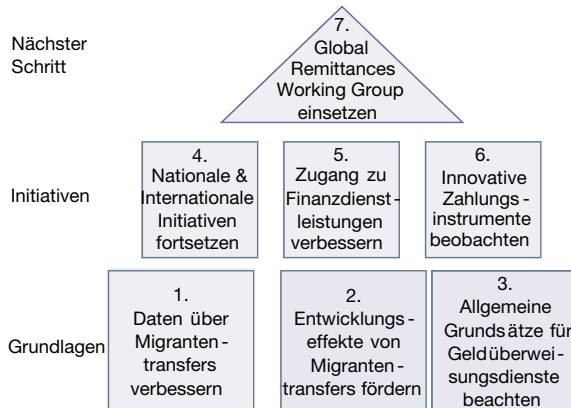 Nächster
Schritt
7.
Global
Remittances
Working Group
einsetzen
Initiativen
4.
Nationale &
Internationale
Initiativen
fortsetzen
5.
Zugang zu
Finanzdienst-
leistungen
verbessern
6.
Innovative
Zahlungs-
instrumente
beobachten
Grundlagen
1.
Daten über
Migranten-
transfers
verbessern
2.
Entwicklungs-
effekte von
Migranten-
transfers fördern
3.
Allgemeine
Grundsätze für
Geldüberwei-
sungsdienste
beachten